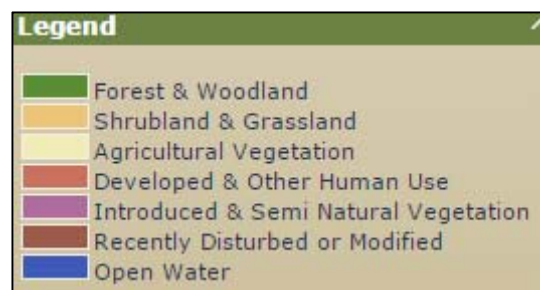 Legend
Forest & Woodland
Shrubland & Grassland
Agricultural Vegetation
Developed & Other Human Use
Introduced & Semi Natural Vegetation
Recently Disturbed or Modified
Open Water